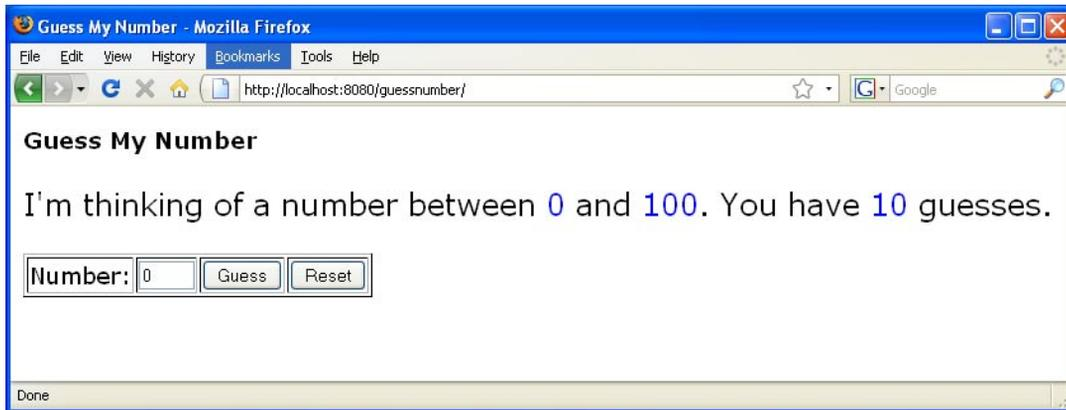 Guess My Number - Mozilla Firefox
File Edit View History Bookmarks Tools Help
http://localhost:8080/guessnumber/ G Google
Guess My Number
I'm thinking of a number between 0 and 100. You have 10 guesses.
Number: 0 Guess Reset
Done